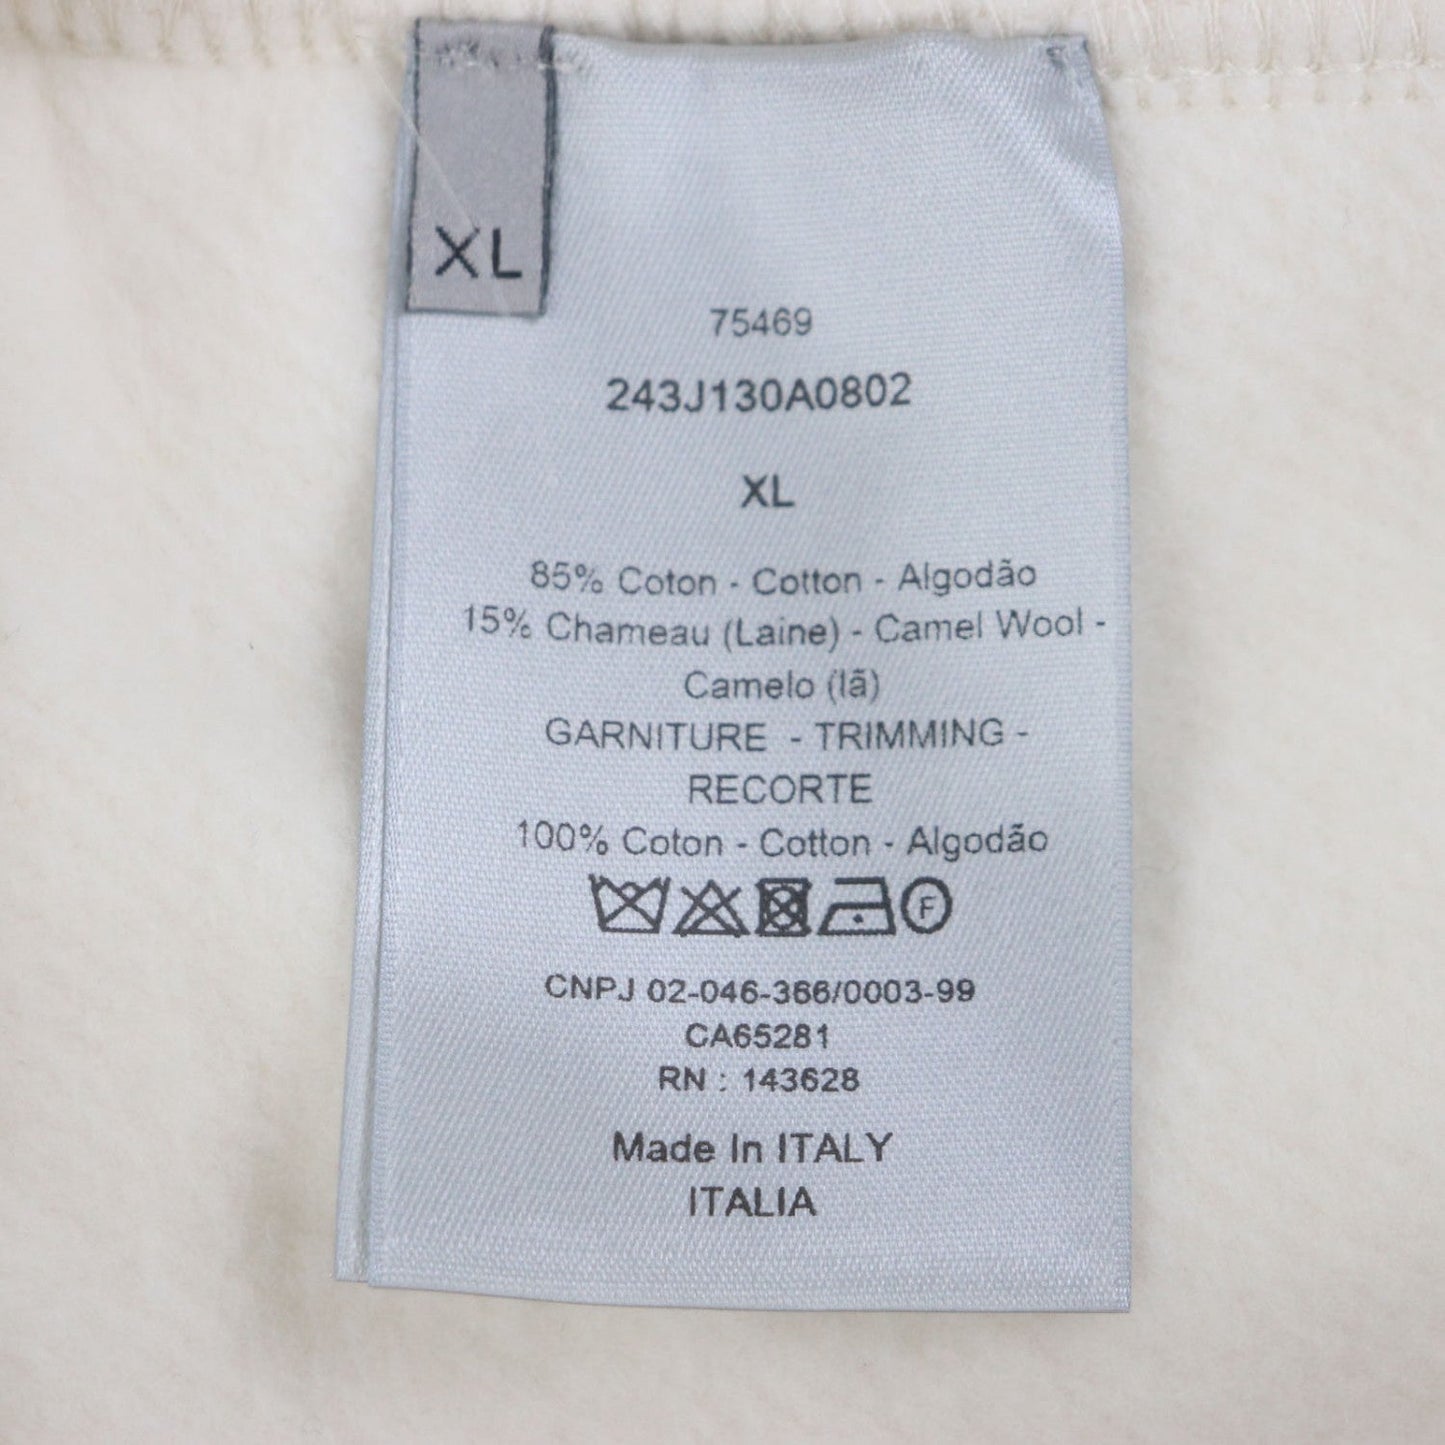 XL
75469
243J130A0802
XL
85% Coton - Cotton - Algodão
15% Chameau (Laine) - Camel Wool -
Camelo (lã)
GARNITURE - TRIMMING -
RECORTE
100% Coton - Cotton - Algodão
F
CNPJ 02-046-366/0003-99
CA65281
RN : 143628
Made In ITALY
ITALIA